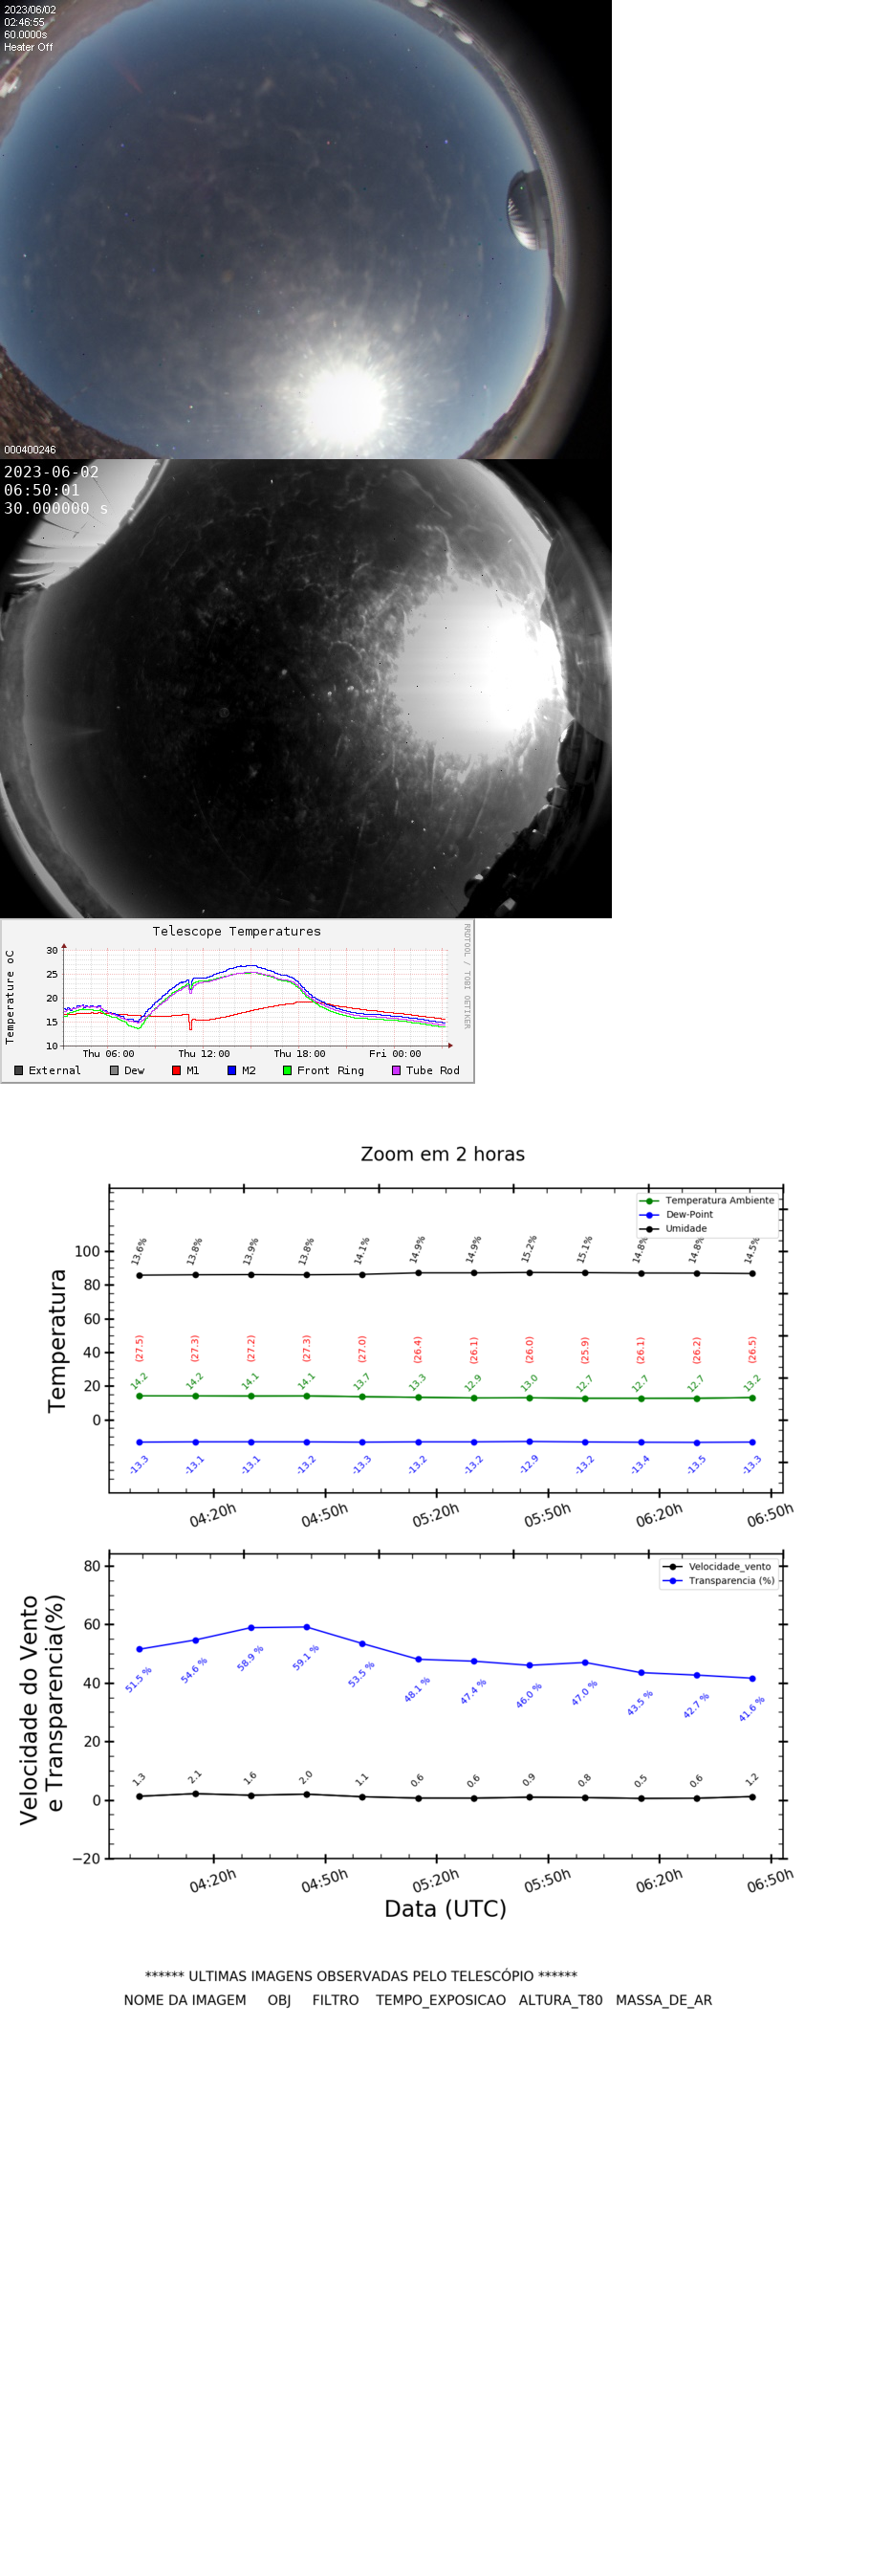 2023/06/02
02:46:55
60.0000s
Heater Off
000400246
2023-06-02
06:50:01
30.000000 s
Telescope Temperatures
RRDTOOL / TOBI OETIKER
Temperature oC
30
25
20
15
10
Thu 06:00 Thu 12:00 Thu 18:00 Fri 00:00
External Dew M1 M2 Front Ring Tube Rod
Zoom em 2 horas
Temperatura Ambiente
Dew-Point
Umidade
Temperatura
100
80
60
40
20
0
13.6% 13.8% 13.9% 13.8% 14.1% 14.9% 14.9% 15.2% 15.1% 14.8% 14.8% 14.5%
(27.5) (27.3) (27.2) (27.3) (27.0) (26.4) (26.1) (26.0) (25.9) (26.1) (26.2) (26.5)
14.2 14.2 14.1 14.1 13.7 13.3 12.9 13.0 12.7 12.7 12.7 13.2
-13.3 -13.1 -13.1 -13.2 -13.3 -13.2 -13.2 -12.9 -13.2 -13.4 -13.5 -13.3
04:20h 04:50h 05:20h 05:50h 06:20h 06:50h
Velocidade_vento
Transparencia (%)
Velocidade do Vento
e Transparencia(%)
80
60
40
20
0
−20
51.5 % 54.6 % 58.9 % 59.1 % 53.5 % 48.1 % 47.4 % 46.0 % 47.0 % 43.5 % 42.7 % 41.6 %
1.3 2.1 1.6 2.0 1.1 0.6 0.6 0.9 0.8 0.5 0.6 1.2
04:20h 04:50h 05:20h 05:50h 06:20h 06:50h
Data (UTC)
****** ULTIMAS IMAGENS OBSERVADAS PELO TELESCÓPIO ******
NOME DA IMAGEM OBJ FILTRO TEMPO_EXPOSICAO ALTURA_T80 MASSA_DE_AR